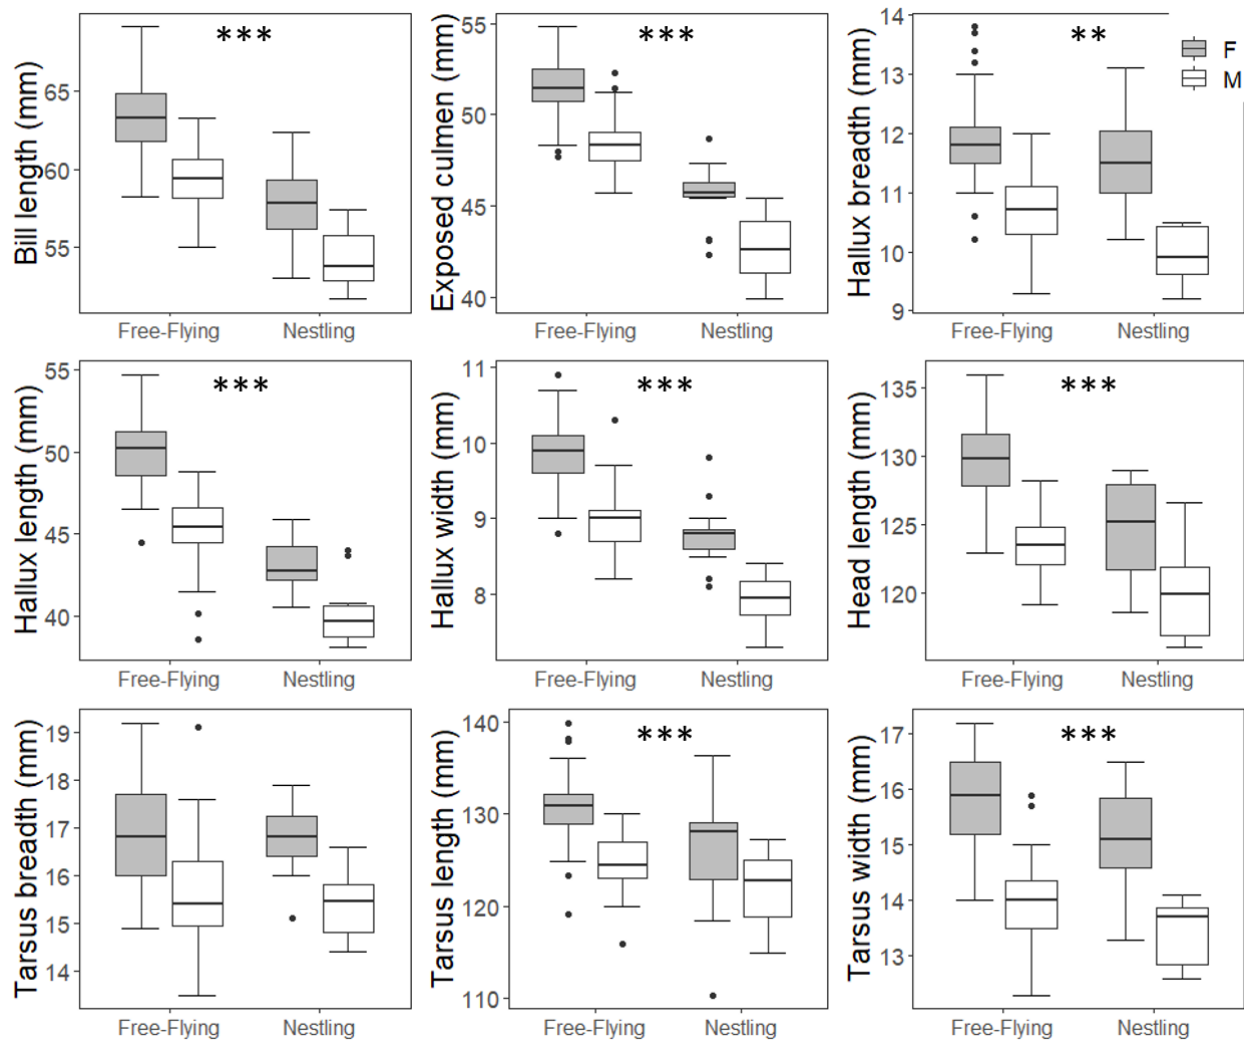 Bill length (mm)
65
60
55
***
Free-Flying
Nestling
Exposed culmen (mm)
55
50
45
40
***
Free-Flying
Nestling
Hallux breadth (mm)
14
13
12
11
10
9
**
F
M
Free-Flying
Nestling
Hallux length (mm)
55
50
45
40
***
Free-Flying
Nestling
Hallux width (mm)
11
10
9
8
***
Free-Flying
Nestling
Head length (mm)
135
130
125
120
***
Free-Flying
Nestling
Tarsus breadth (mm)
19
18
17
16
15
14
Free-Flying
Nestling
Tarsus length (mm)
140
130
120
110
***
Free-Flying
Nestling
Tarsus width (mm)
17
16
15
14
13
***
Free-Flying
Nestling